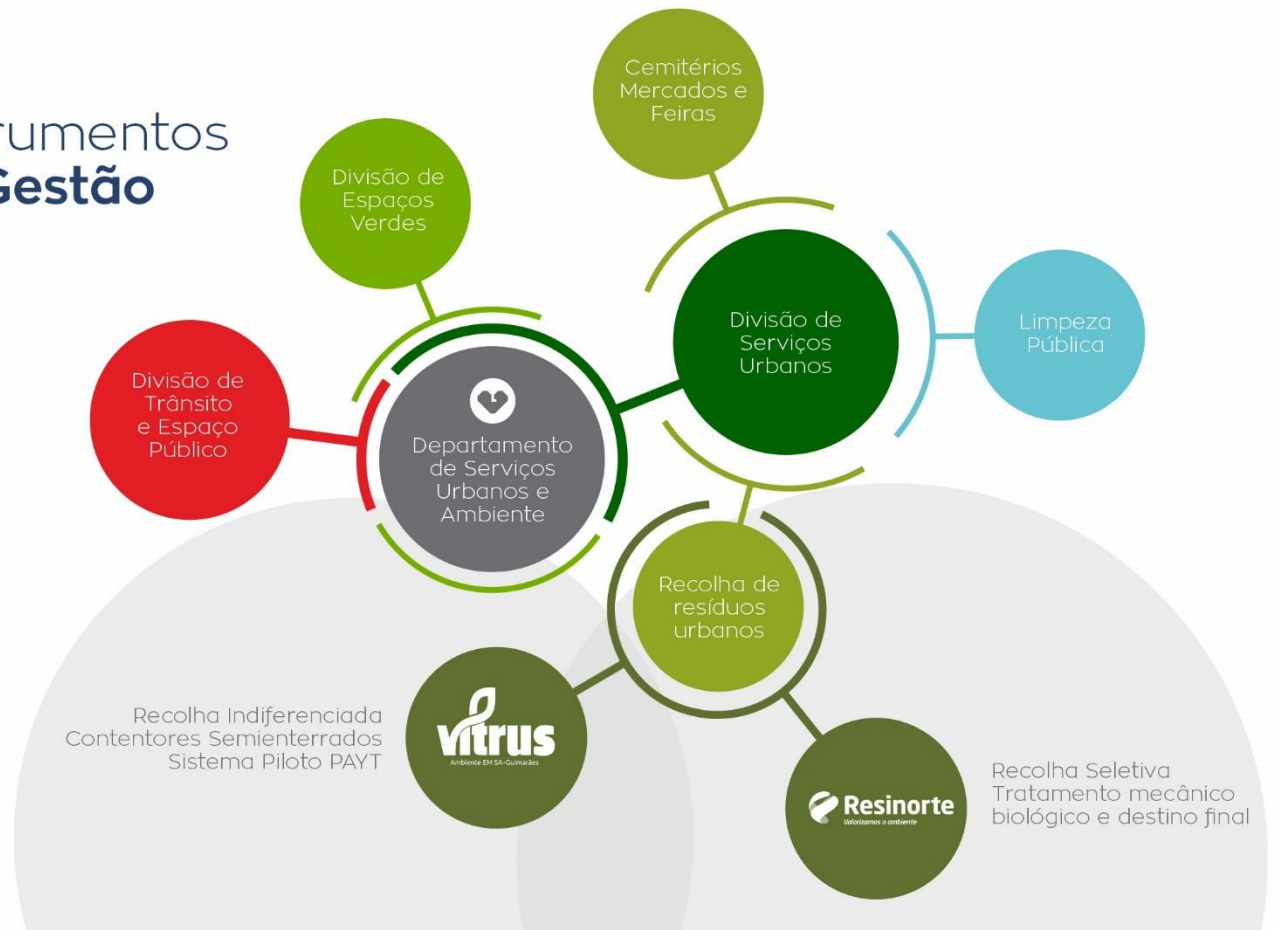 rumentos
Gestão
Cemitérios
Mercados e
Feiras
Divisão de
Espaços
Verdes
Divisão de
Serviços
Urbanos
Limpeza
Pública
Divisão de
Trânsito
e Espaço
Público
Departamento
de Serviços
Urbanos e
Ambiente
Recolha de
resíduos
urbanos
Recolha Indiferenciada
Contentores Semienterrados
Sistema Piloto PAYT
vitrus
Ambiente EM SA-Guimarães
Resinorte
Valorizamos o ambiente
Recolha Seletiva
Tratamento mecânico
biológico e destino final